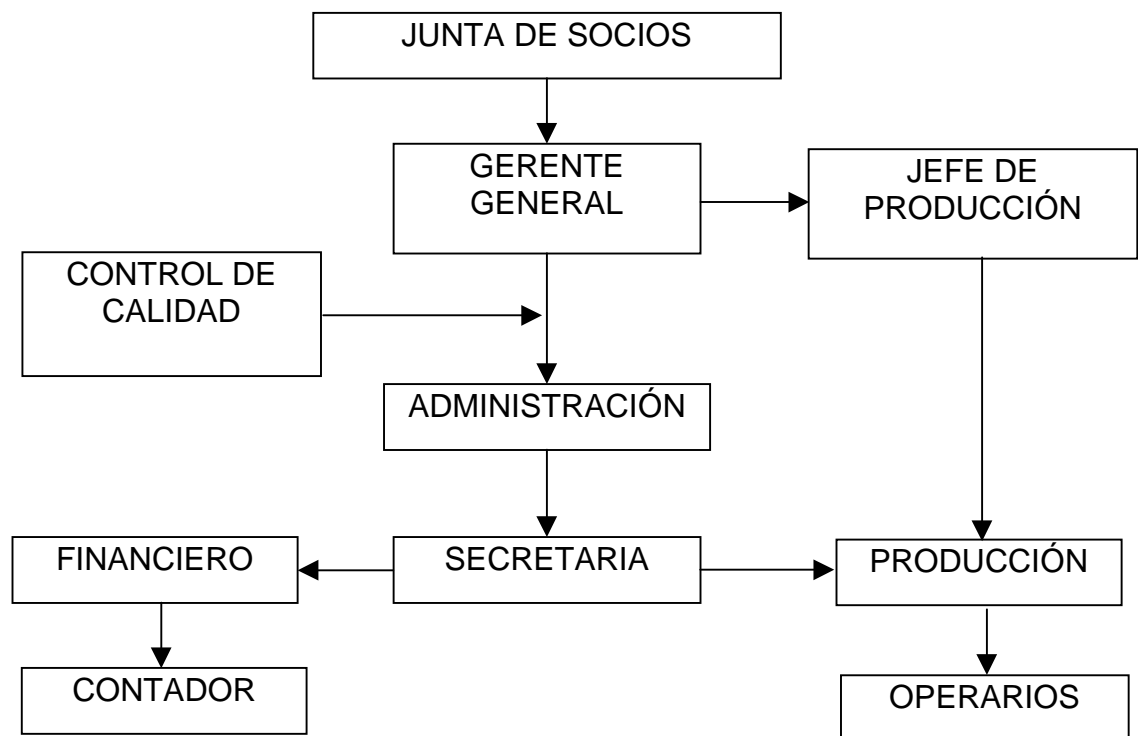 JUNTA DE SOCIOS
GERENTE
GENERAL
JEFE DE
PRODUCCIÓN
CONTROL DE
CALIDAD
ADMINISTRACIÓN
FINANCIERO
SECRETARIA
PRODUCCIÓN
CONTADOR
OPERARIOS